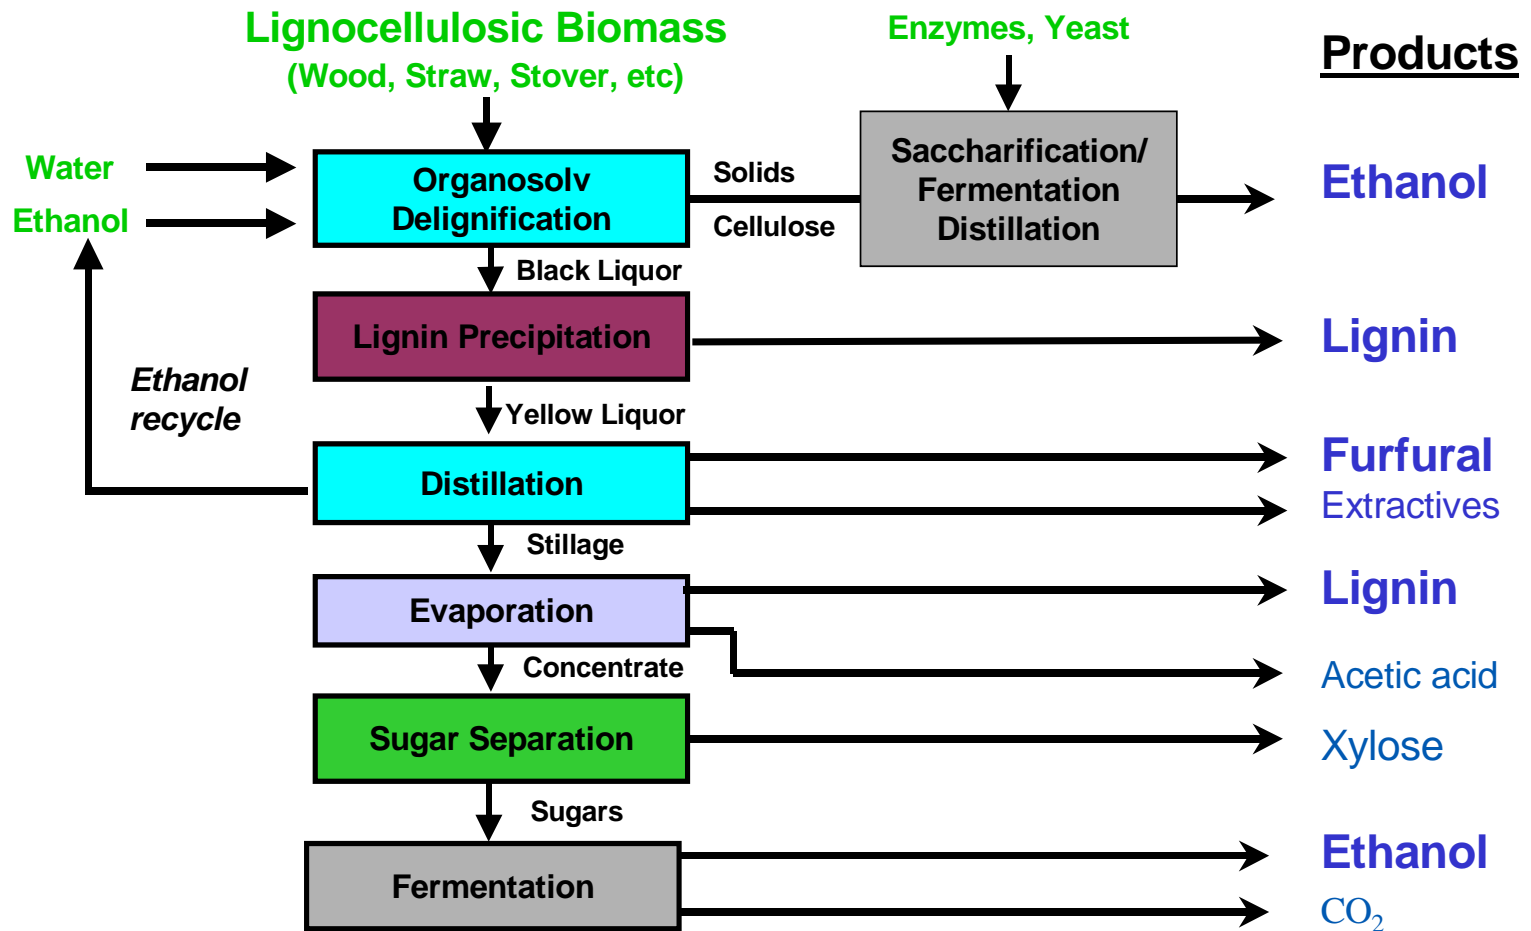 Lignocellulosic Biomass
(Wood, Straw, Stover, etc)
Enzymes, Yeast
Products
Water
Ethanol
Organosolv
Delignification
Solids
Cellulose
Saccharification/
Fermentation
Distillation
Ethanol
Black Liquor
Lignin Precipitation
Lignin
Ethanol
recycle
Yellow Liquor
Distillation
Furfural
Extractives
Stillage
Evaporation
Lignin
Acetic acid
Concentrate
Sugar Separation
Xylose
Sugars
Fermentation
Ethanol
CO₂